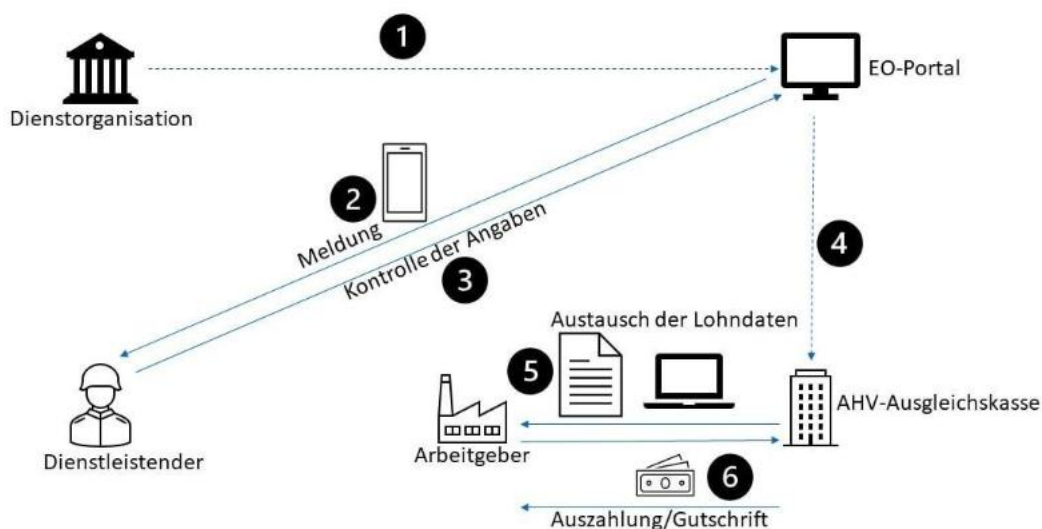 1
EO-Portal
Dienstorganisation
2
Meldung
Kontrolle der Angaben
3
4
Austausch der Lohndaten
5
AHV-Ausgleichskasse
Arbeitgeber
Dienstleistender
6
Auszahlung/Gutschrift